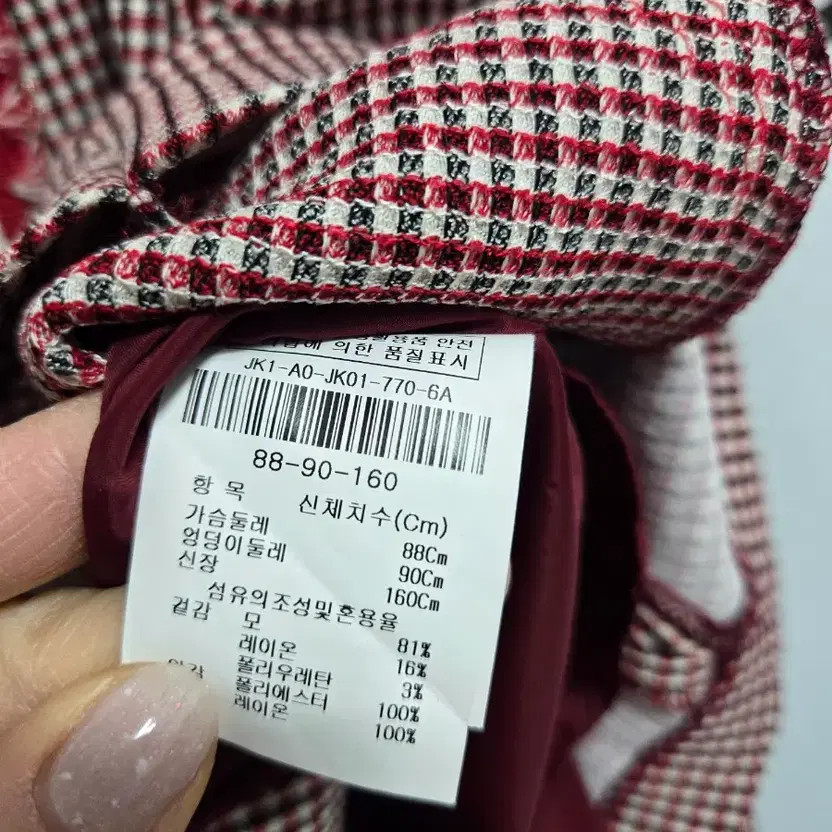 의한 품질표시
JK1-A0-JK01-770-6A
88-90-160
항 목 신체치수(Cm)
가슴둘레 88Cm
엉덩이둘레 90Cm
신장 160Cm
섬유의조성및혼용율
겉감 모 81%
레이온 16%
폴리우레탄 3%
폴리에스터 100%
레이온 100%